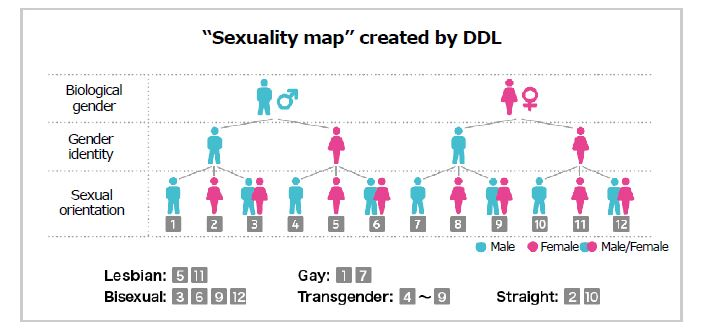 “Sexuality map” created by DDL
Biological
gender
Gender
identity
Sexual
orientation
1 2 3 4 5 6 7 8 9 10 11 12
Male Female Male/Female
Lesbian: 5 11 Gay: 1 7
Bisexual: 3 6 9 12 Transgender: 4 ~ 9 Straight: 2 10